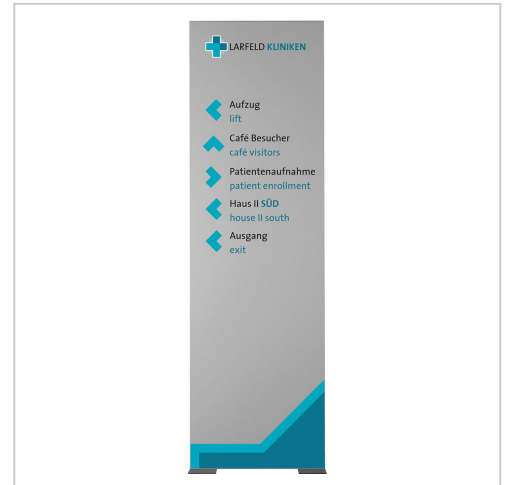 LARFELD KLINIKEN
Aufzug
lift
Café Besucher
café visitors
Patientenaufnahme
patient enrollment
Haus II SÜD
house II south
Ausgang
exit